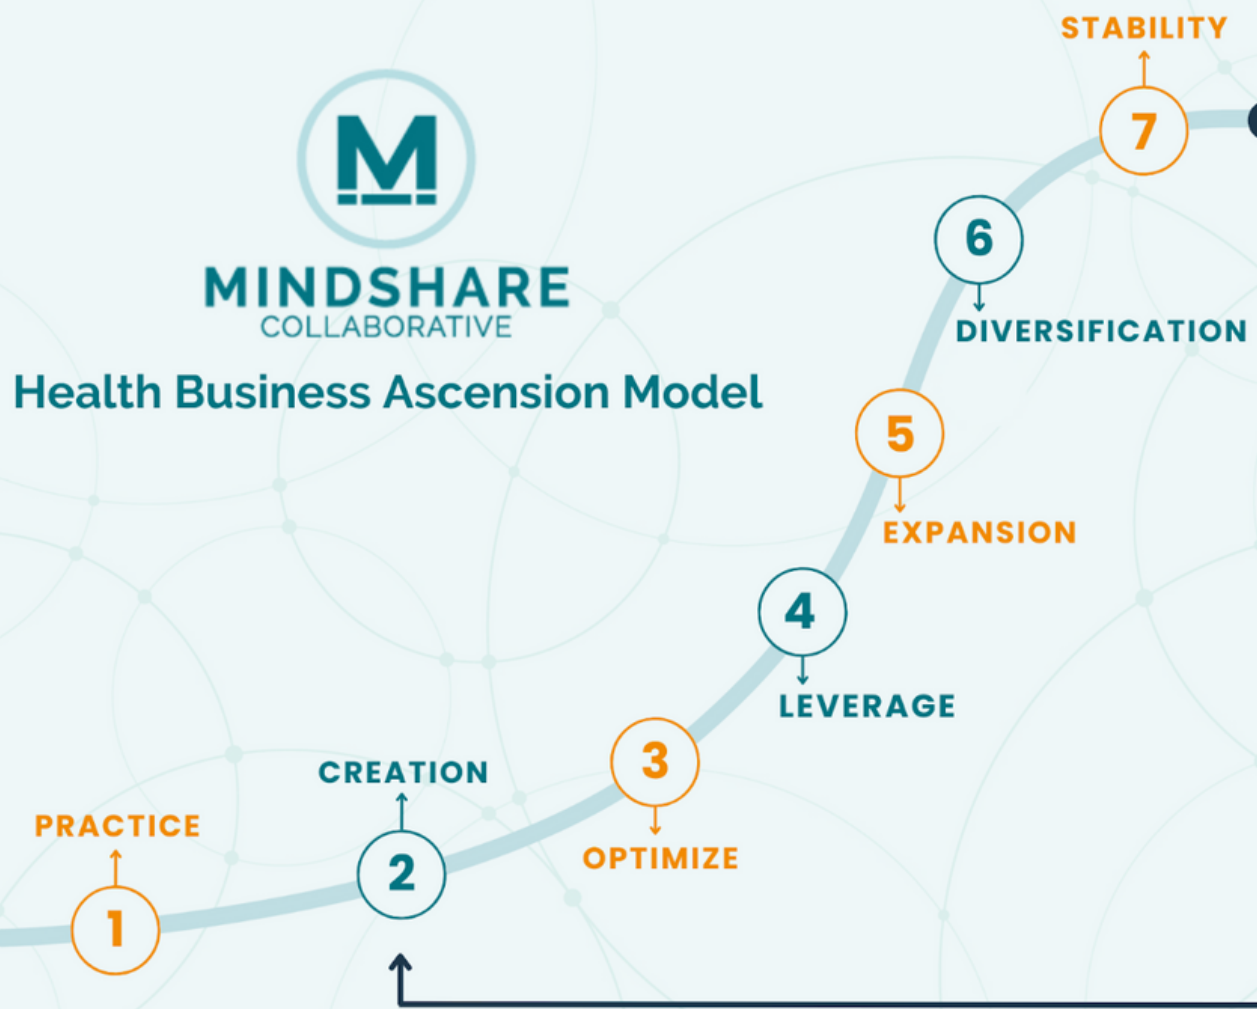 M
MINDSHARE
COLLABORATIVE
Health Business Ascension Model
1
PRACTICE
2
CREATION
3
OPTIMIZE
4
LEVERAGE
5
EXPANSION
6
DIVERSIFICATION
7
STABILITY